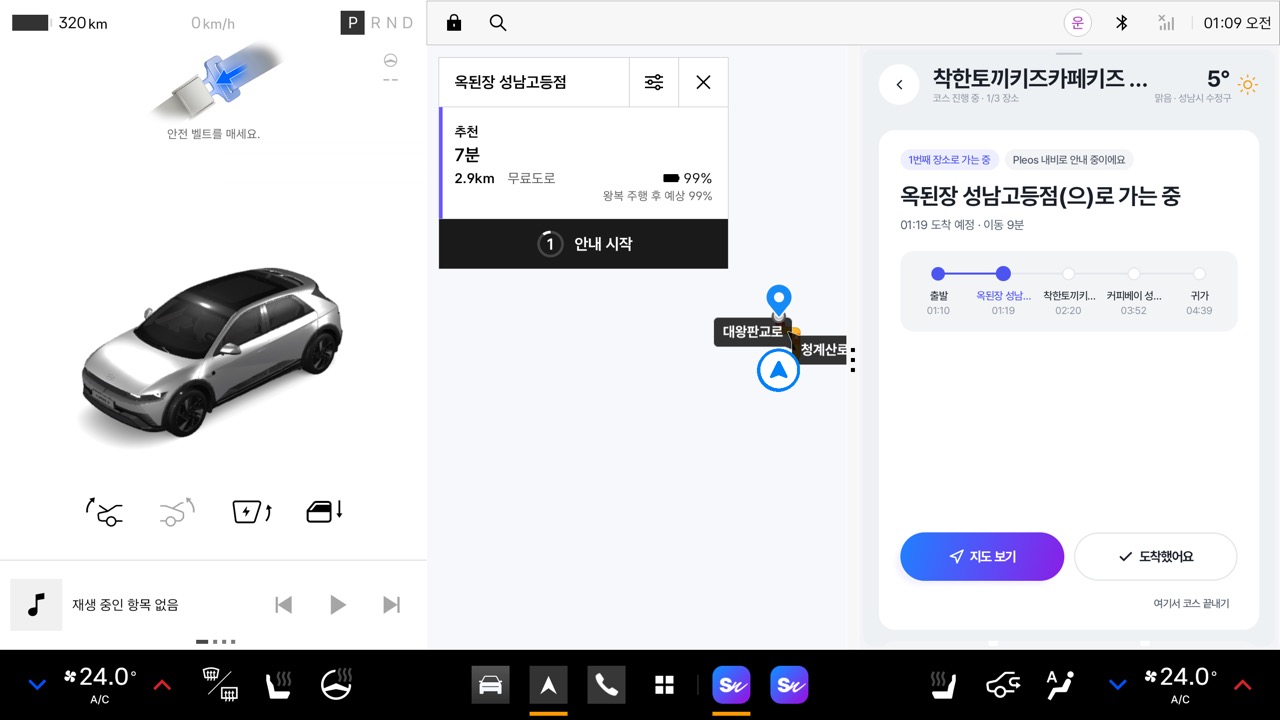 320 km
0 km/h
P R N D
안전 벨트를 매세요.
재생 중인 항목 없음
운
01:09 오전
옥된장 성남고등점
추천
7분
2.9km 무료도로
99%
왕복 주행 후 예상 99%
1 안내 시작
대왕판교로
청계산로
착한토끼키즈카페키즈 ...
코스 진행 중 · 1/3 장소
5°
맑음 · 성남시 수정구
1번째 장소로 가는 중
Pleos 내비로 안내 중이에요
옥된장 성남고등점(으)로 가는 중
01:19 도착 예정 · 이동 9분
출발 옥된장 성남... 착한토끼키... 커피베이 성... 귀가
01:10 01:19 02:20 03:52 04:39
지도 보기
도착했어요
여기서 코스 끝내기
24.0°
A/C
Sv
Sv
A
24.0°
A/C